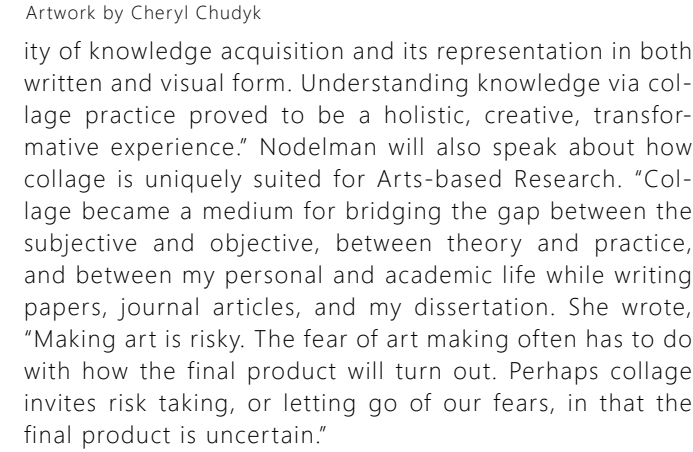 Artwork by Cheryl Chudyk
ity of knowledge acquisition and its representation in both
written and visual form. Understanding knowledge via col-
lage practice proved to be a holistic, creative, transfor-
mative experience.” Nodelman will also speak about how
collage is uniquely suited for Arts-based Research. “Col-
lage became a medium for bridging the gap between the
subjective and objective, between theory and practice,
and between my personal and academic life while writing
papers, journal articles, and my dissertation. She wrote,
“Making art is risky. The fear of art making often has to do
with how the final product will turn out. Perhaps collage
invites risk taking, or letting go of our fears, in that the
final product is uncertain.”